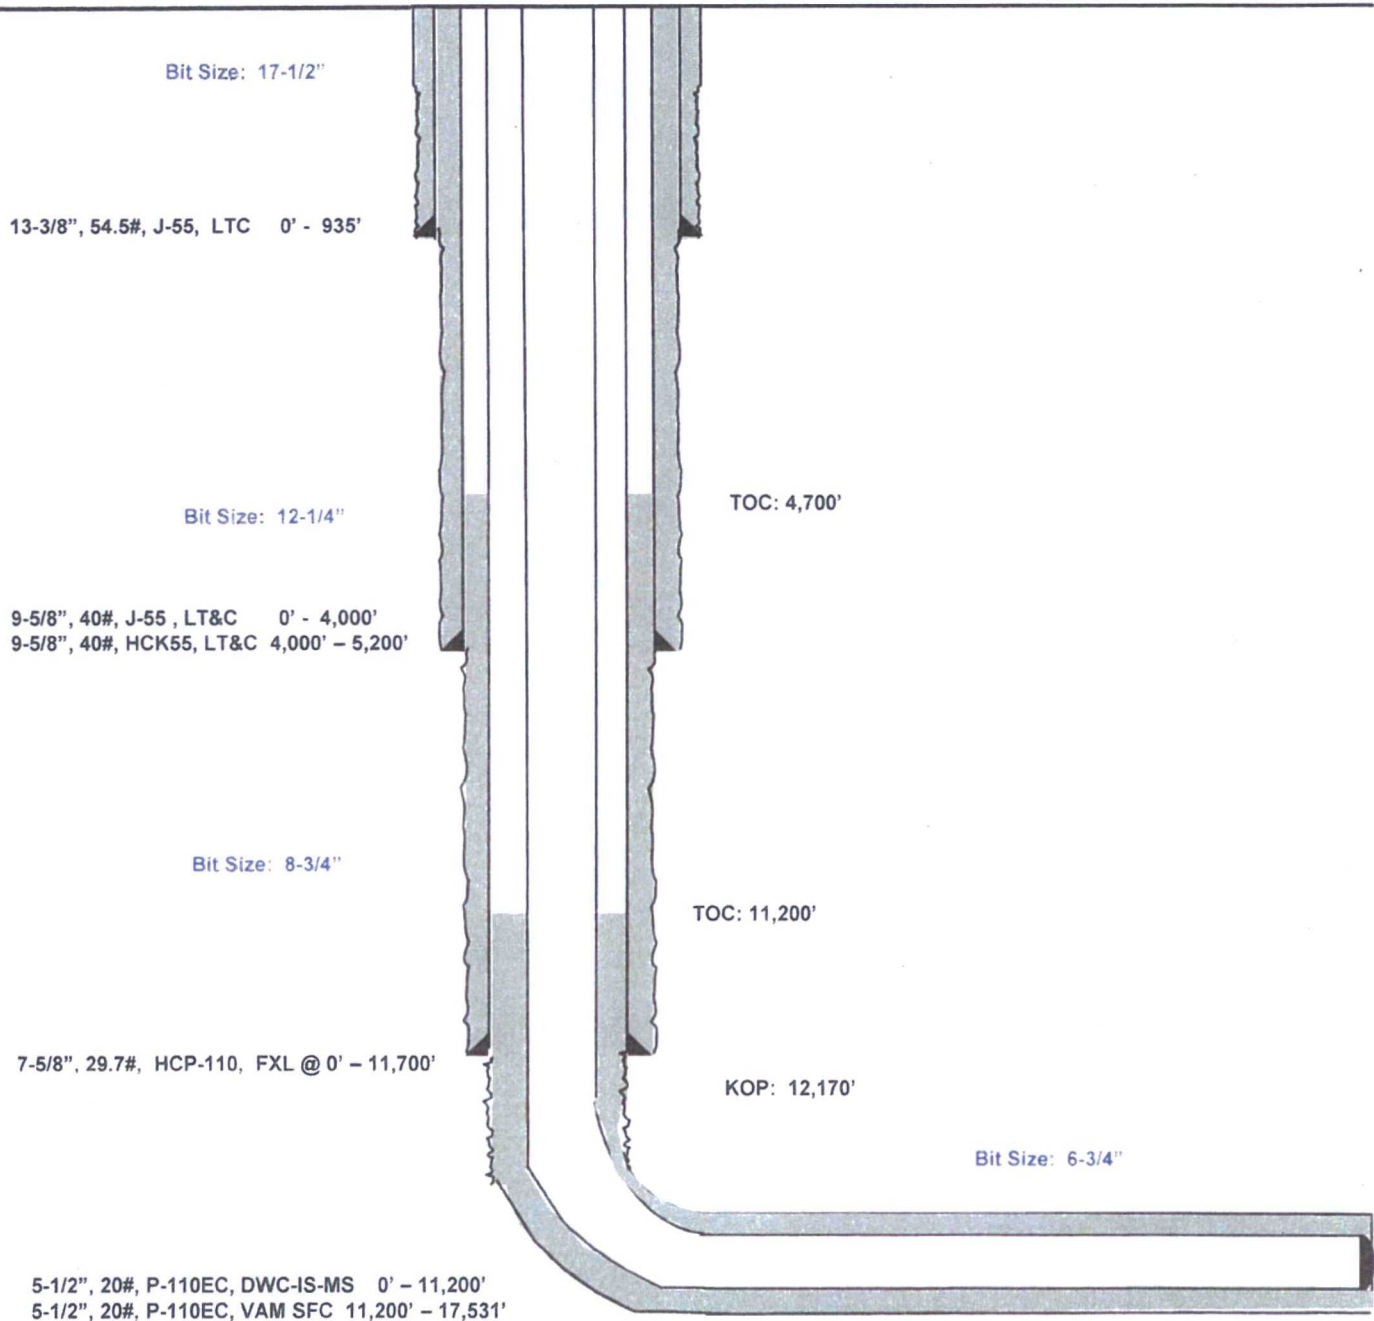 Bit Size: 17-1/2"
13-3/8", 54.5#, J-55, LTC 0' - 935'
TOC: 4,700'
Bit Size: 12-1/4"
9-5/8", 40#, J-55 , LT&C 0' - 4,000'
9-5/8", 40#, HCK55, LT&C 4,000' – 5,200'
Bit Size: 8-3/4"
TOC: 11,200'
7-5/8", 29.7#, HCP-110, FXL @ 0' – 11,700'
KOP: 12,170'
Bit Size: 6-3/4"
5-1/2", 20#, P-110EC, DWC-IS-MS 0' – 11,200'
5-1/2", 20#, P-110EC, VAM SFC 11,200' – 17,531'